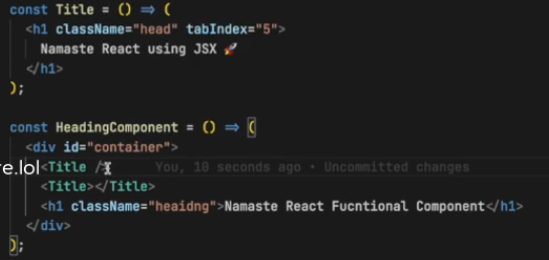 const Title = () => (
<h1 className="head" tabIndex="5">
Namaste React using JSX 🚀
</h1>
);
const HeadingComponent = () => (
<div id="container">
re.lol
<Title /> You, 10 seconds ago • Uncommitted changes
<Title></Title>
<h1 className="heaidng">Namaste React Fucntional Component</h1>
</div>
);